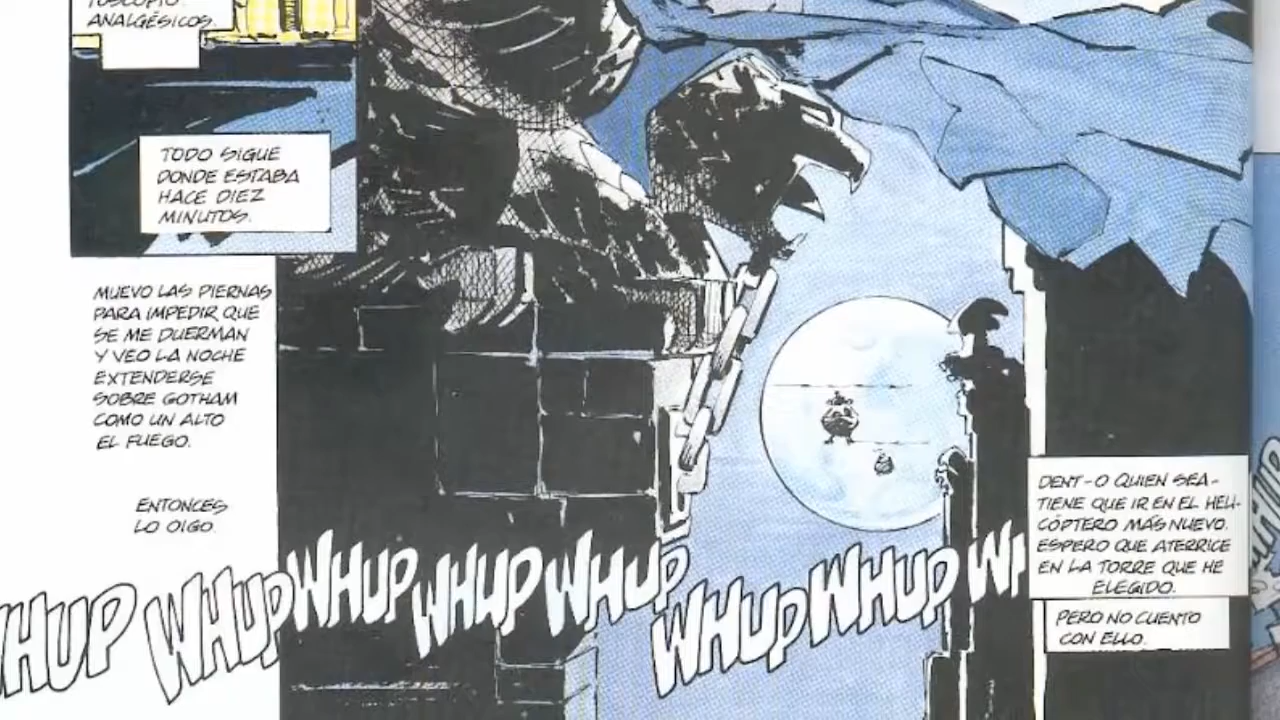 ANALGÉSICOS.
TODO SIGUE
DONDE ESTABA
HACE DIEZ
MINUTOS.
MUEVO LAS PIERNAS
PARA IMPEDIR QUE
SE ME DUERMAN
Y VEO LA NOCHE
EXTENDERSE
SOBRE GOTHAM
COMO UN ALTO
EL FUEGO.
ENTONCES
LO OIGO.
WHUP WHUP WHUP WHUP WHUP WHUP WHUP
DENT-O QUIEN SEA-
TIENE QUE IR EN EL HELI-
CÓPTERO MÁS NUEVO.
ESPERO QUE ATERRICE
EN LA TORRE QUE HE
ELEGIDO.
PERO NO CUENTO
CON ELLO.